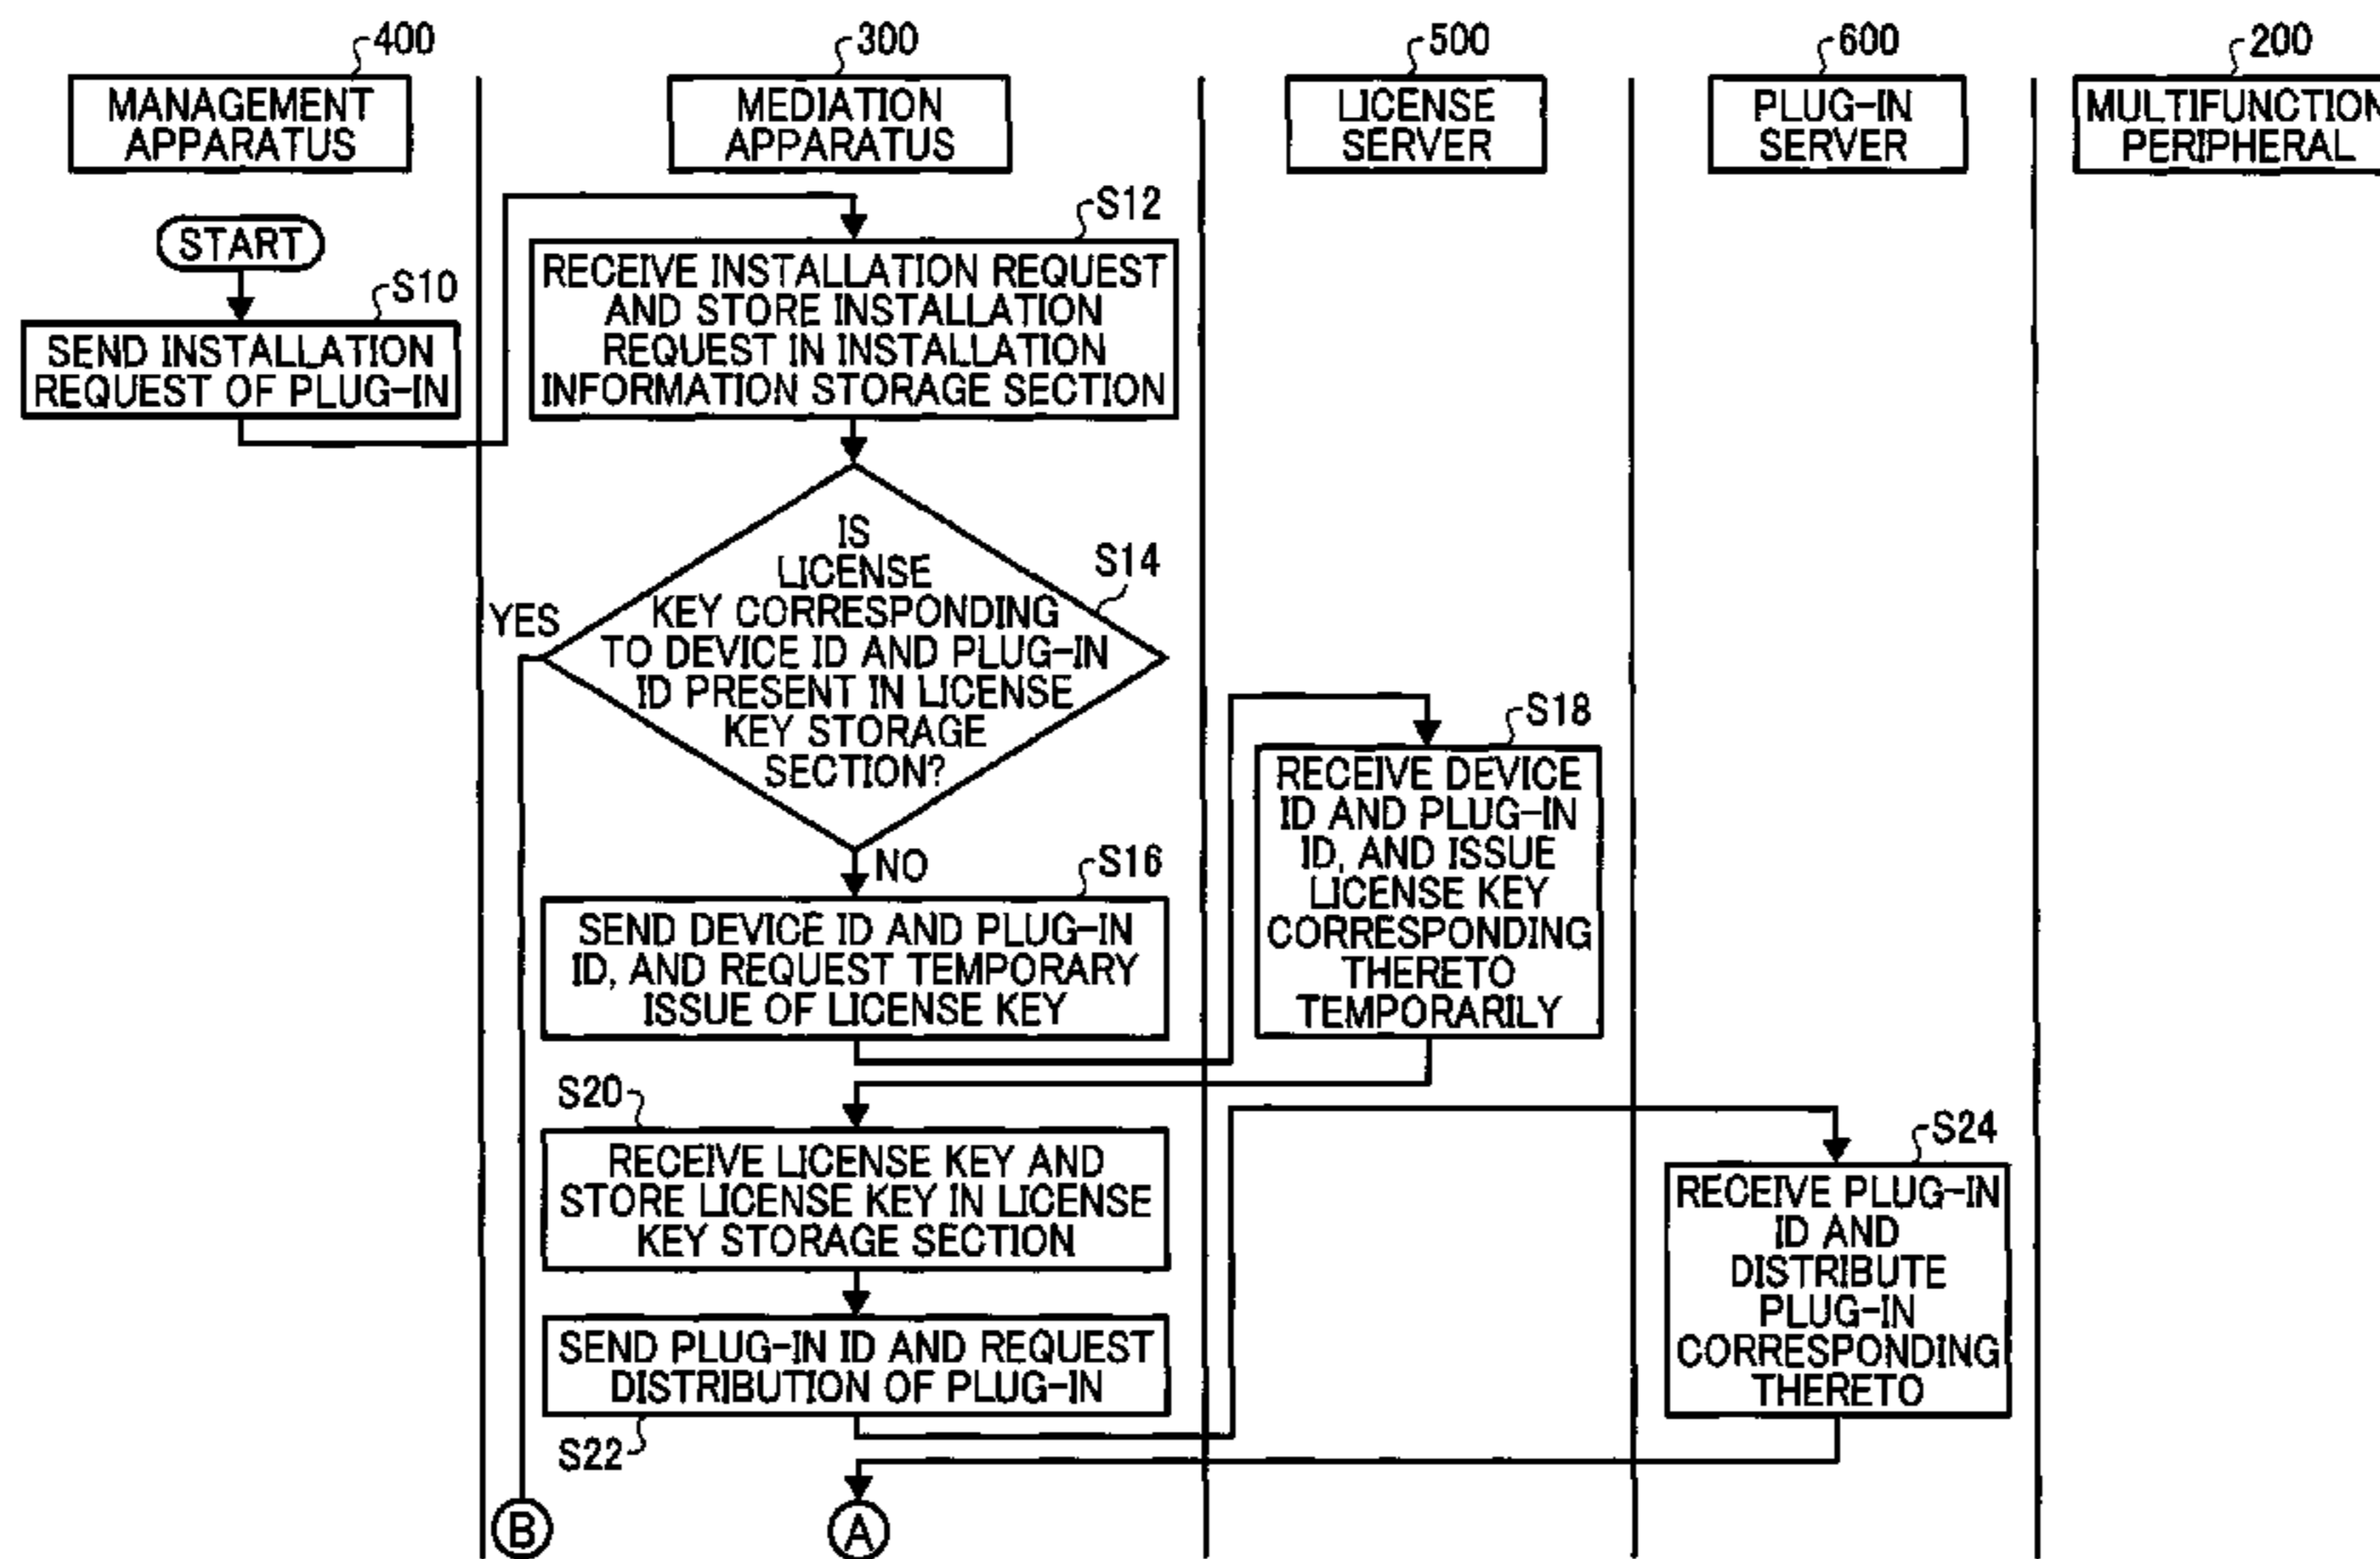 400
MANAGEMENT
APPARATUS
300
MEDIATION
APPARATUS
500
LICENSE
SERVER
600
PLUG-IN
SERVER
200
MULTIFUNCTION
PERIPHERAL
START
S10
SEND INSTALLATION
REQUEST OF PLUG-IN
S12
RECEIVE INSTALLATION REQUEST
AND STORE INSTALLATION
REQUEST IN INSTALLATION
INFORMATION STORAGE SECTION
S14
IS
LICENSE
KEY CORRESPONDING
TO DEVICE ID AND PLUG-IN
ID PRESENT IN LICENSE
KEY STORAGE
SECTION?
YES
NO
S16
SEND DEVICE ID AND PLUG-IN
ID, AND REQUEST TEMPORARY
ISSUE OF LICENSE KEY
S18
RECEIVE DEVICE
ID AND PLUG-IN
ID, AND ISSUE
LICENSE KEY
CORRESPONDING
THERETO
TEMPORARILY
S20
RECEIVE LICENSE KEY AND
STORE LICENSE KEY IN LICENSE
KEY STORAGE SECTION
SEND PLUG-IN ID AND REQUEST
DISTRIBUTION OF PLUG-IN
S22
S24
RECEIVE PLUG-IN
ID AND
DISTRIBUTE
PLUG-IN
CORRESPONDING
THERETO
B
A